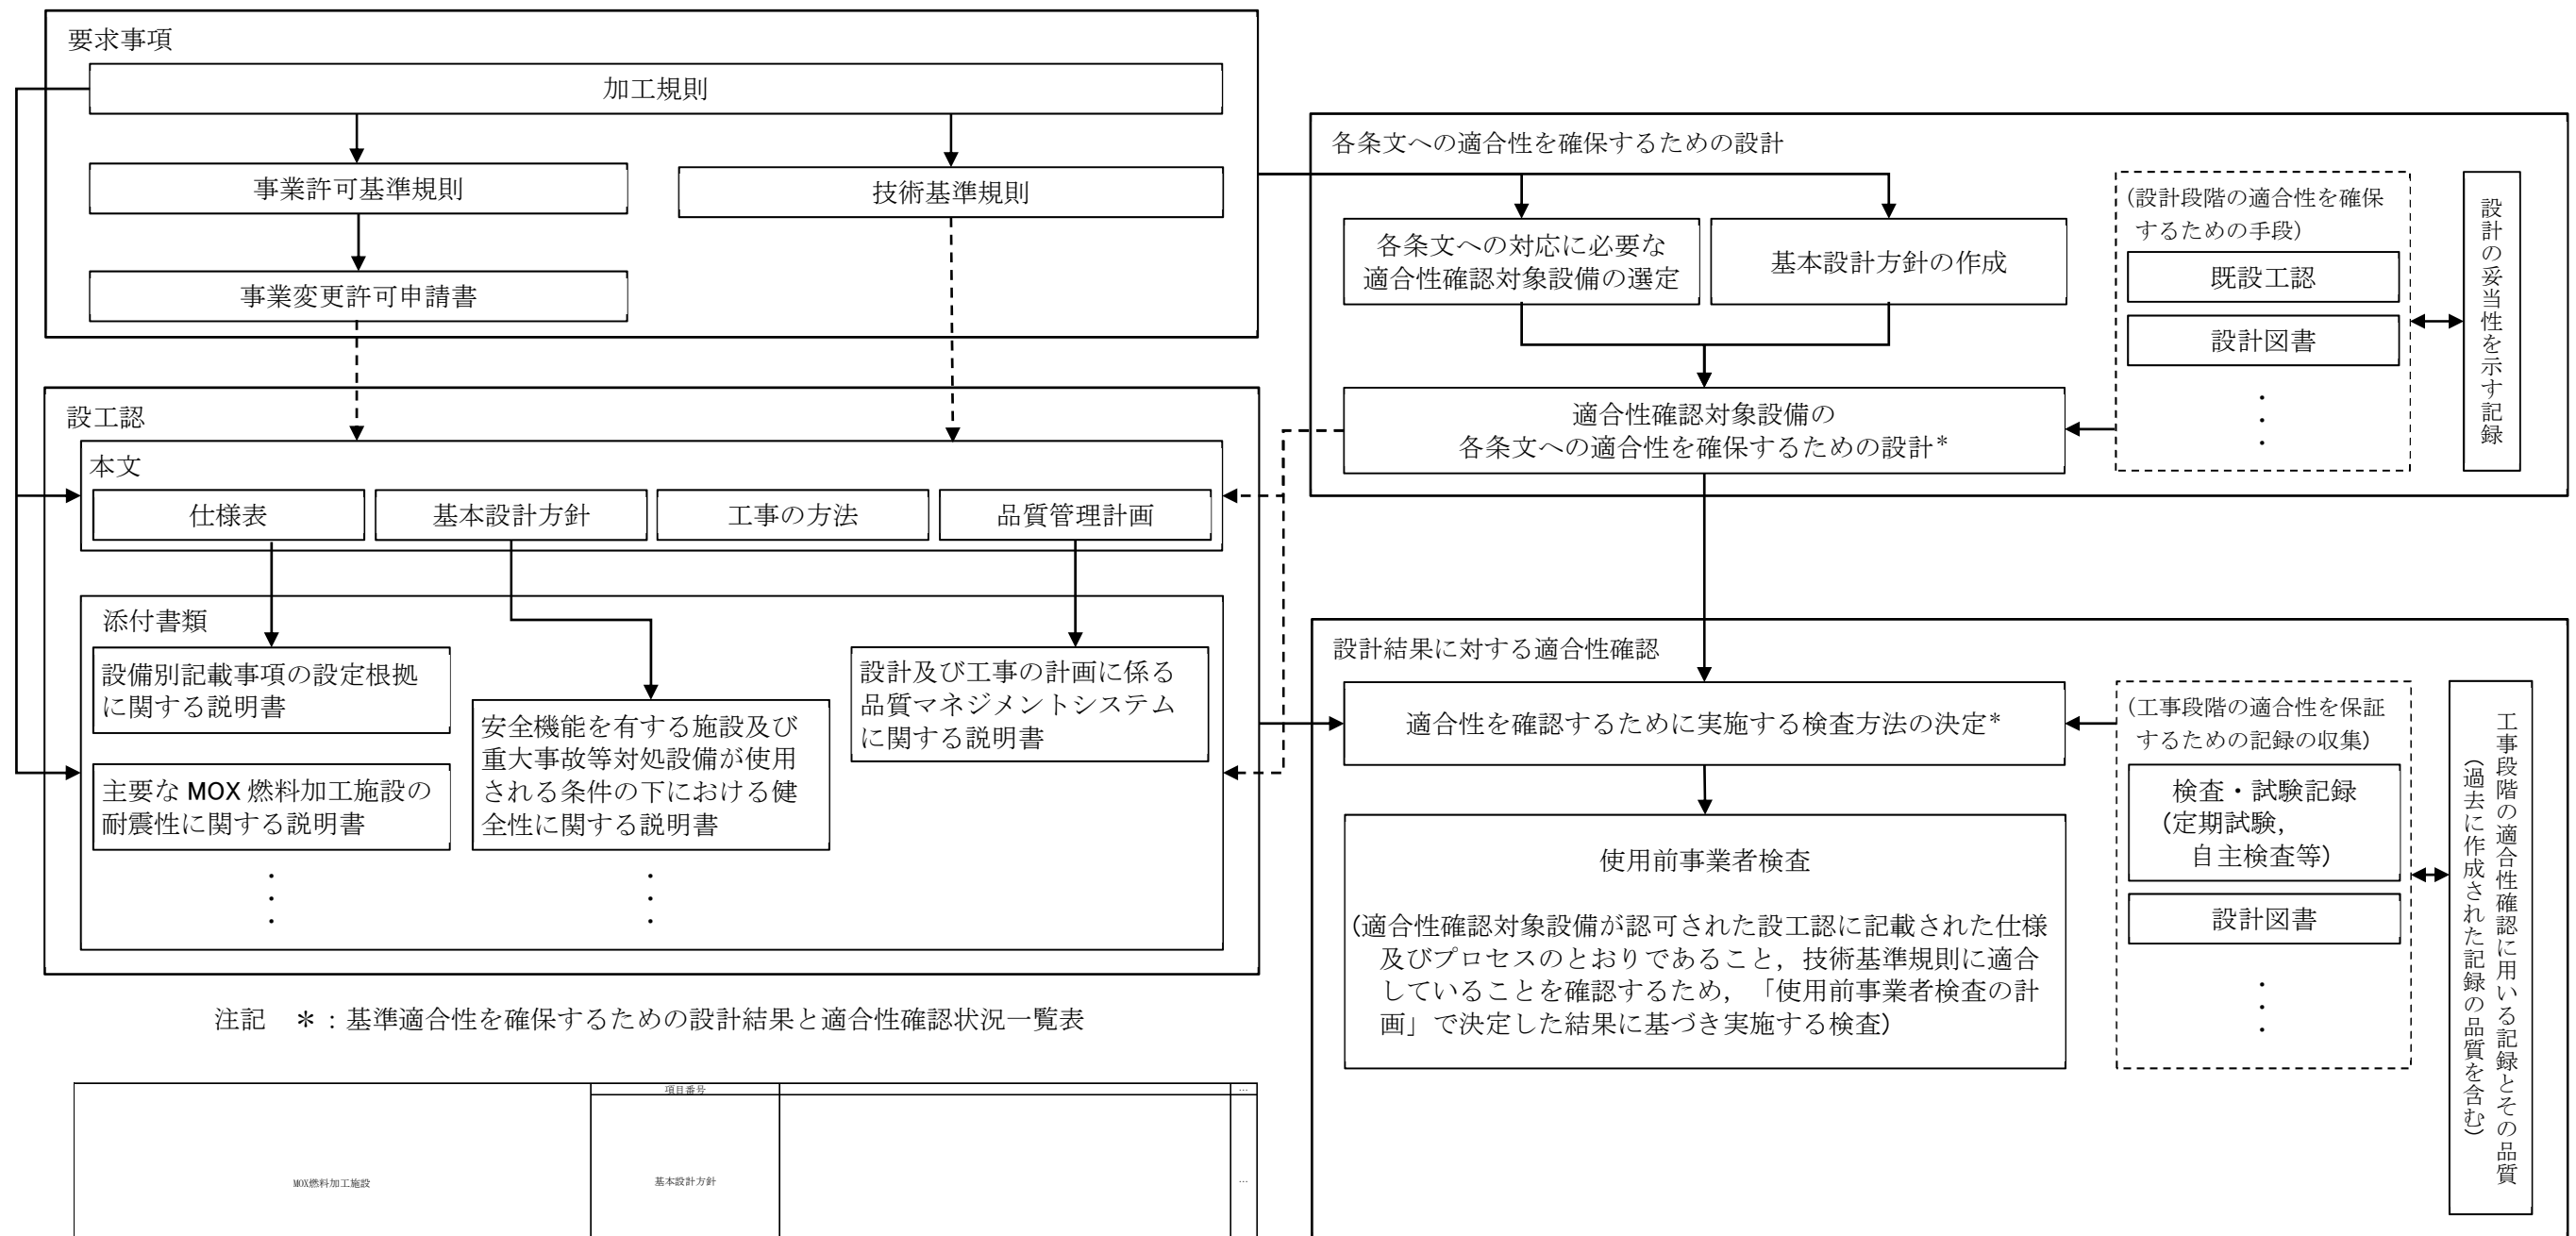 要求事項
加工規則
事業許可基準規則
技術基準規則
事業変更許可申請書
設工認
本文
仕様表
基本設計方針
工事の方法
品質管理計画
添付書類
設備別記載事項の設定根拠
に関する説明書
主要な MOX 燃料加工施設の
耐震性に関する説明書
・
・
・
安全機能を有する施設及び
重大事故等対処設備が使用
される条件の下における健
全性に関する説明書
・
・
・
設計及び工事の計画に係る
品質マネジメントシステム
に関する説明書
注記　＊：基準適合性を確保するための設計結果と適合性確認状況一覧表
項目番号
…
MOX燃料加工施設
基本設計方針
…
各条文への適合性を確保するための設計
各条文への対応に必要な
適合性確認対象設備の選定
基本設計方針の作成
適合性確認対象設備の
各条文への適合性を確保するための設計*
(設計段階の適合性を確保
するための手段)
既設工認
設計図書
・
・
・
設計の妥当性を示す記録
設計結果に対する適合性確認
適合性を確認するために実施する検査方法の決定*
使用前事業者検査
(適合性確認対象設備が認可された設工認に記載された仕様
及びプロセスのとおりであること，技術基準規則に適合
していることを確認するため，「使用前事業者検査の計
画」で決定した結果に基づき実施する検査)
(工事段階の適合性を保証
するための記録の収集)
検査・試験記録
(定期試験，
自主検査等)
設計図書
・
・
・
工事段階の適合性確認に用いる記録とその品質
(過去に作成された記録の品質を含む)